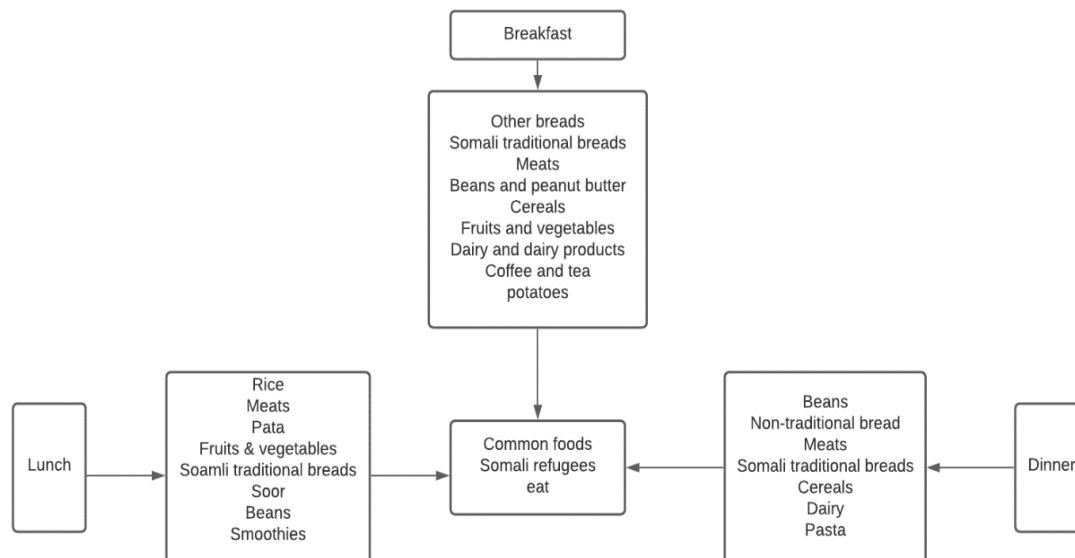 Breakfast
Other breads
Somali traditional breads
Meats
Beans and peanut butter
Cereals
Fruits and vegetables
Dairy and dairy products
Coffee and tea
potatoes
Lunch
Rice
Meats
Pata
Fruits & vegetables
Soamli traditional breads
Soor
Beans
Smoothies
Common foods
Somali refugees
eat
Beans
Non-traditional bread
Meats
Somali traditional breads
Cereals
Dairy
Pasta
Dinner